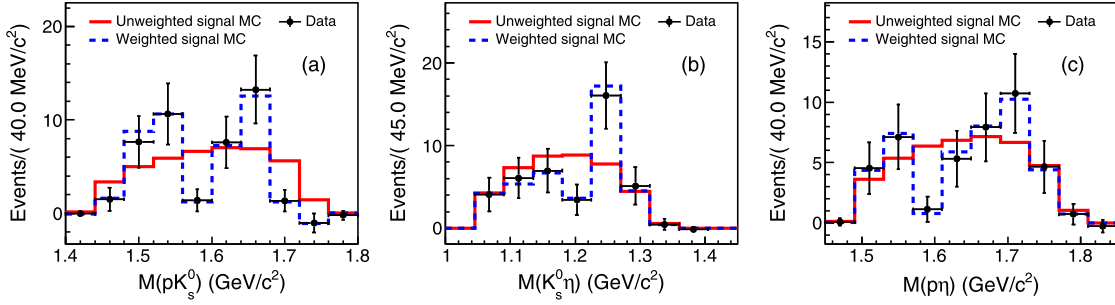 Events/( 40.0 MeV/c²)
20
10
0
Unweighted signal MC
Data
Weighted signal MC
(a)
1.4 1.5 1.6 1.7 1.8
M(pK⁰ₛ) (GeV/c²)
Events/( 45.0 MeV/c²)
20
10
0
Unweighted signal MC
Data
Weighted signal MC
(b)
1 1.1 1.2 1.3 1.4
M(K⁰ₛη) (GeV/c²)
Events/( 40.0 MeV/c²)
15
10
5
0
Unweighted signal MC
Data
Weighted signal MC
(c)
1.5 1.6 1.7 1.8
M(pη) (GeV/c²)